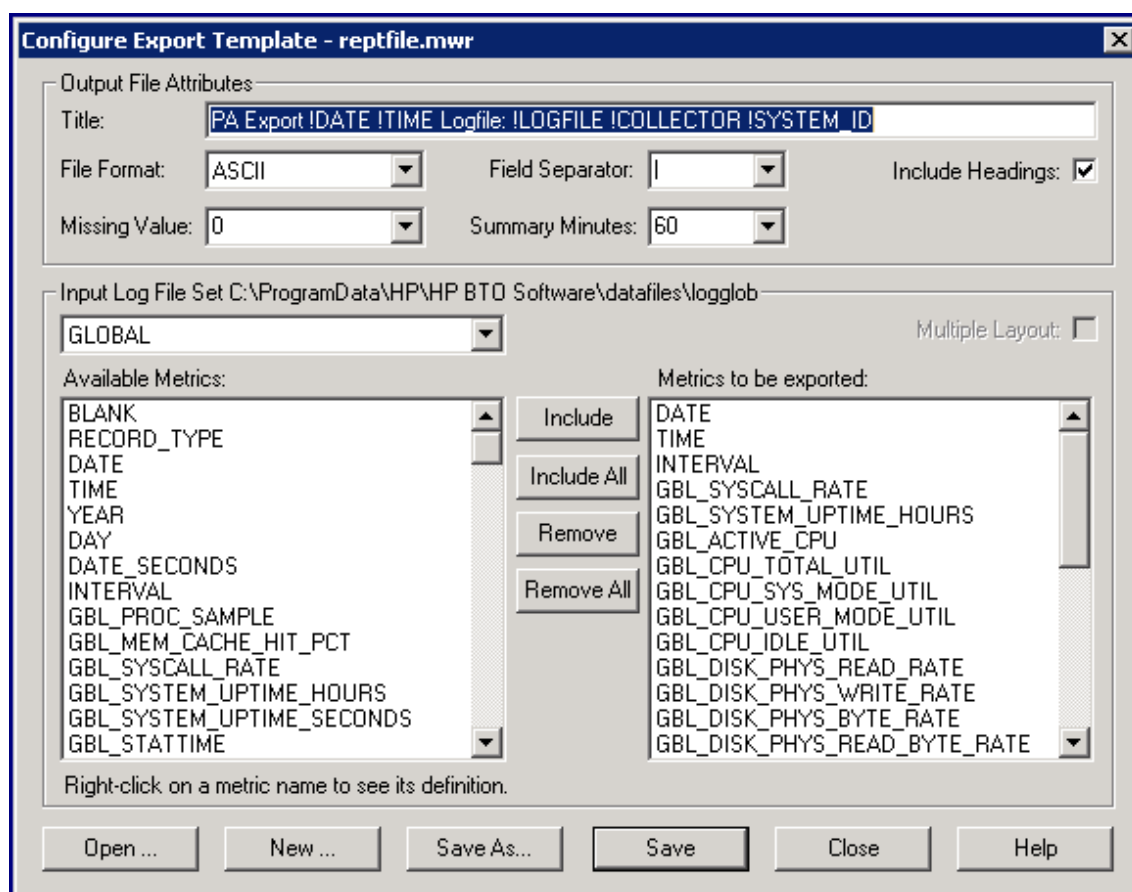 Configure Export Template - reptfile.mwr
Output File Attributes
Title: PA Export !DATE !TIME Logfile: !LOGFILE !COLLECTOR !SYSTEM_ID
File Format: ASCII Field Separator: | Include Headings:
Missing Value: 0 Summary Minutes: 60
Input Log File Set C:\ProgramData\HP\HP BTO Software\datafiles\logglob
GLOBAL
Multiple Layout:
Available Metrics:
BLANK
RECORD_TYPE
DATE
TIME
YEAR
DAY
DATE_SECONDS
INTERVAL
GBL_PROC_SAMPLE
GBL_MEM_CACHE_HIT_PCT
GBL_SYSCALL_RATE
GBL_SYSTEM_UPTIME_HOURS
GBL_SYSTEM_UPTIME_SECONDS
GBL_STATTIME
Include
Include All
Remove
Remove All
Metrics to be exported:
DATE
TIME
INTERVAL
GBL_SYSCALL_RATE
GBL_SYSTEM_UPTIME_HOURS
GBL_ACTIVE_CPU
GBL_CPU_TOTAL_UTIL
GBL_CPU_SYS_MODE_UTIL
GBL_CPU_USER_MODE_UTIL
GBL_CPU_IDLE_UTIL
GBL_DISK_PHYS_READ_RATE
GBL_DISK_PHYS_WRITE_RATE
GBL_DISK_PHYS_BYTE_RATE
GBL_DISK_PHYS_READ_BYTE_RATE
Right-click on a metric name to see its definition.
Open ... New ... Save As... Save Close Help